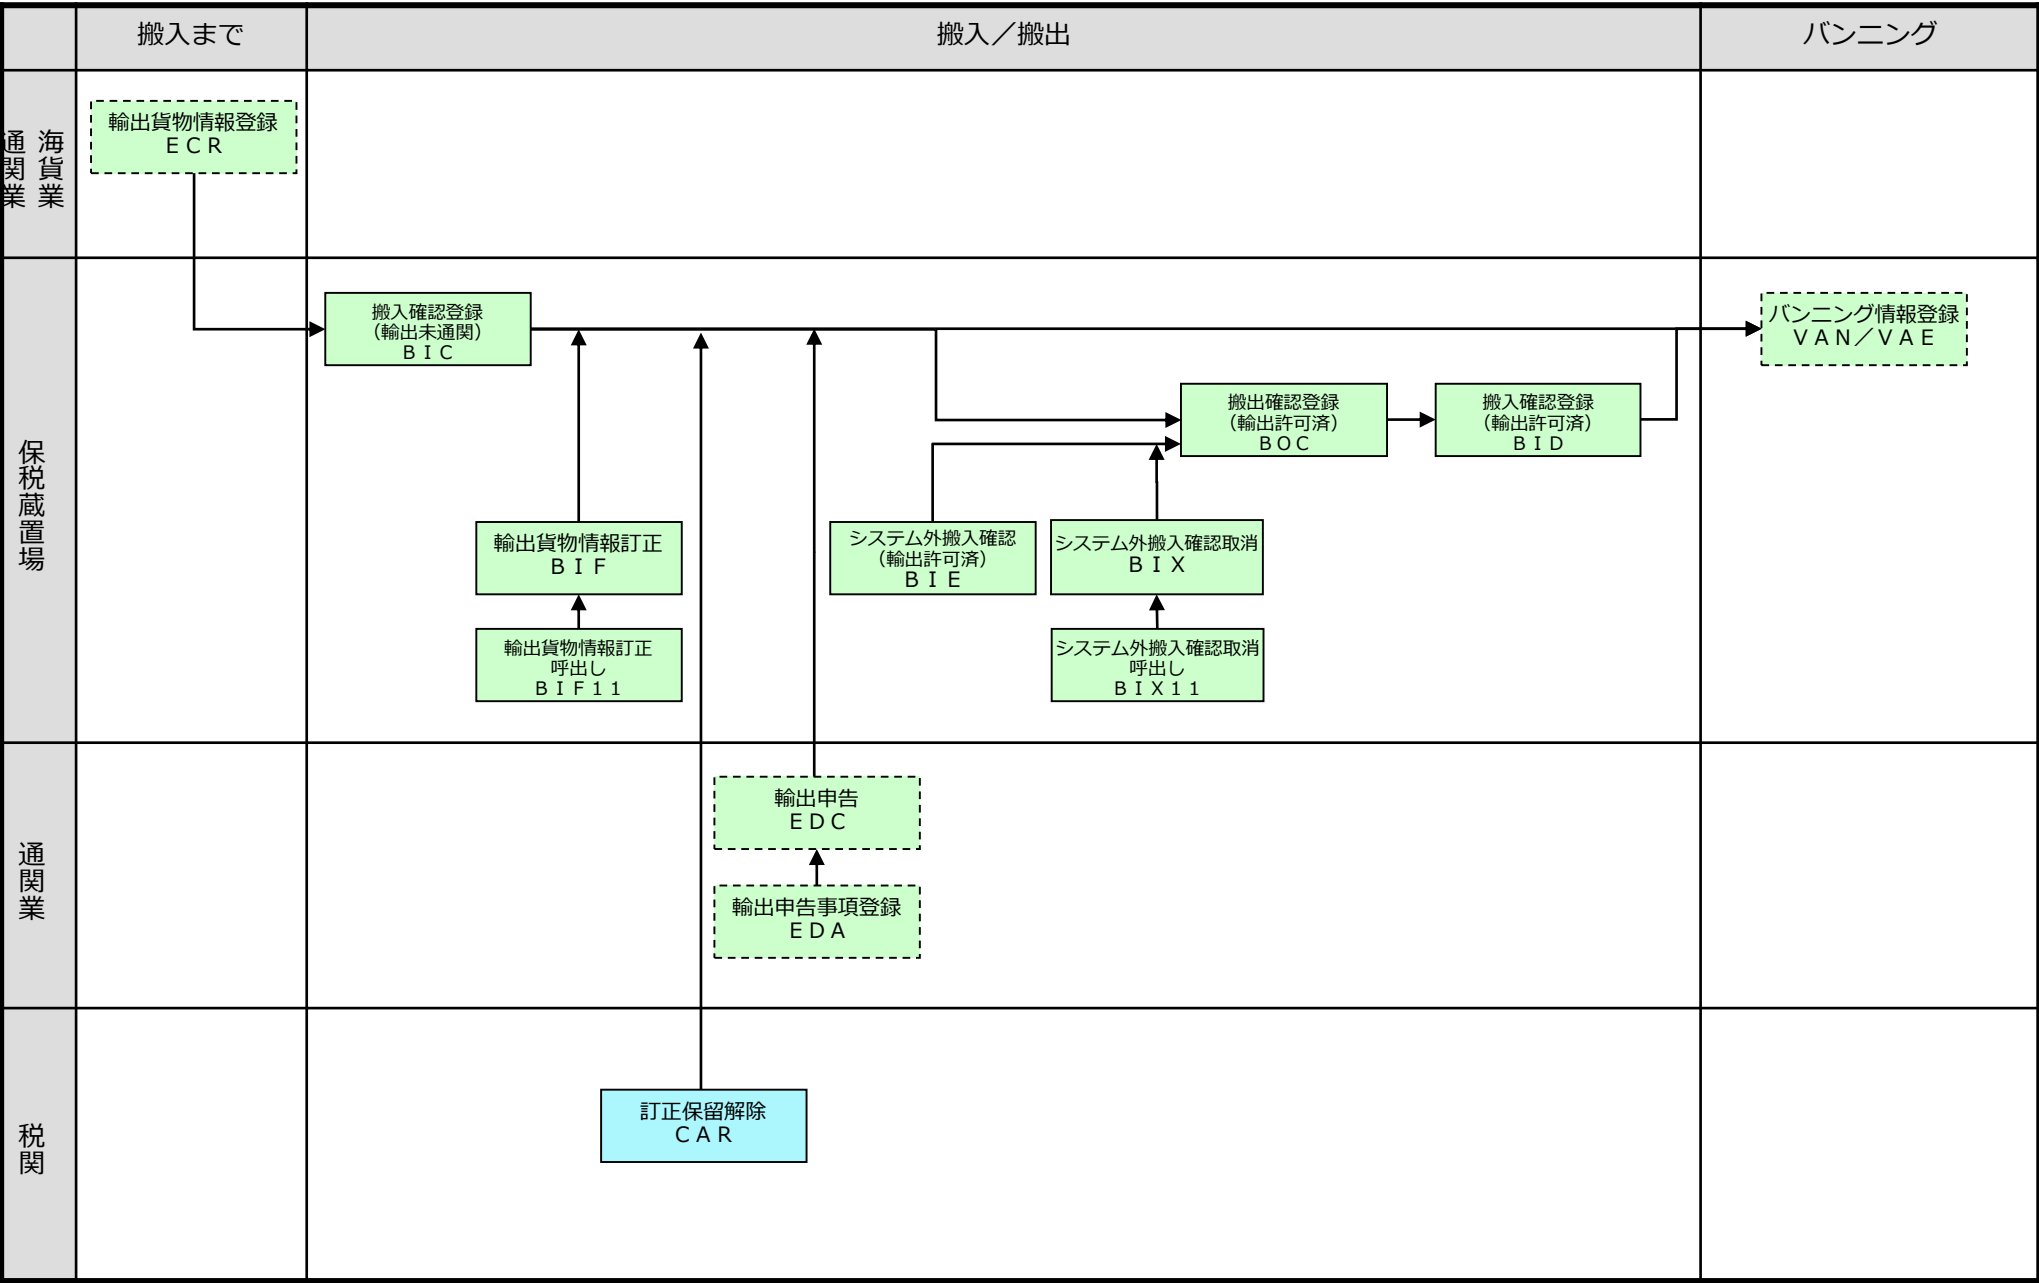 搬入まで
搬入／搬出
バンニング
海貨業
通関業
輸出貨物情報登録
ＥＣＲ
保税蔵置場
搬入確認登録
（輸出未通関）
ＢＩＣ
バンニング情報登録
ＶＡＮ／ＶＡＥ
搬出確認登録
（輸出許可済）
ＢＯＣ
搬入確認登録
（輸出許可済）
ＢＩＤ
輸出貨物情報訂正
ＢＩＦ
システム外搬入確認
（輸出許可済）
ＢＩＥ
システム外搬入確認取消
ＢＩＸ
輸出貨物情報訂正
呼出し
ＢＩＦ１１
システム外搬入確認取消
呼出し
ＢＩＸ１１
通関業
輸出申告
ＥＤＣ
輸出申告事項登録
ＥＤＡ
税関
訂正保留解除
ＣＡＲ